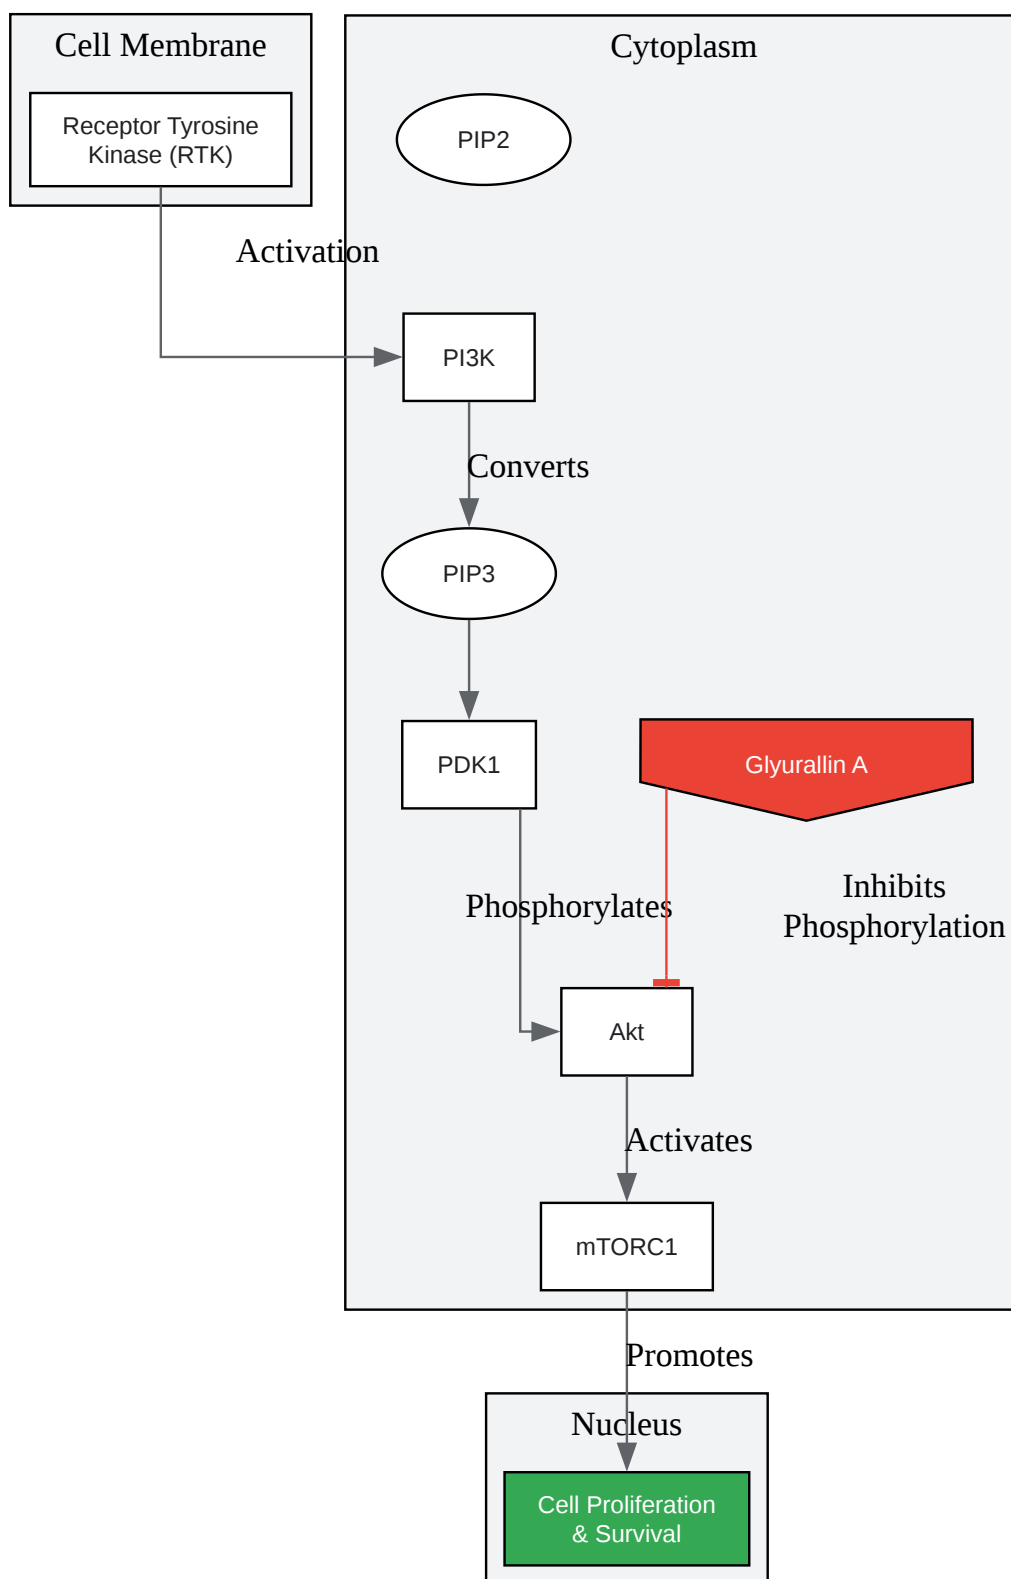 Cell Membrane
Receptor Tyrosine
Kinase (RTK)
Cytoplasm
PIP2
Activation
PI3K
Converts
PIP3
PDK1
Glyurallin A
Phosphorylates
Inhibits
Phosphorylation
Akt
Activates
mTORC1
Promotes
Nucleus
Cell Proliferation
& Survival